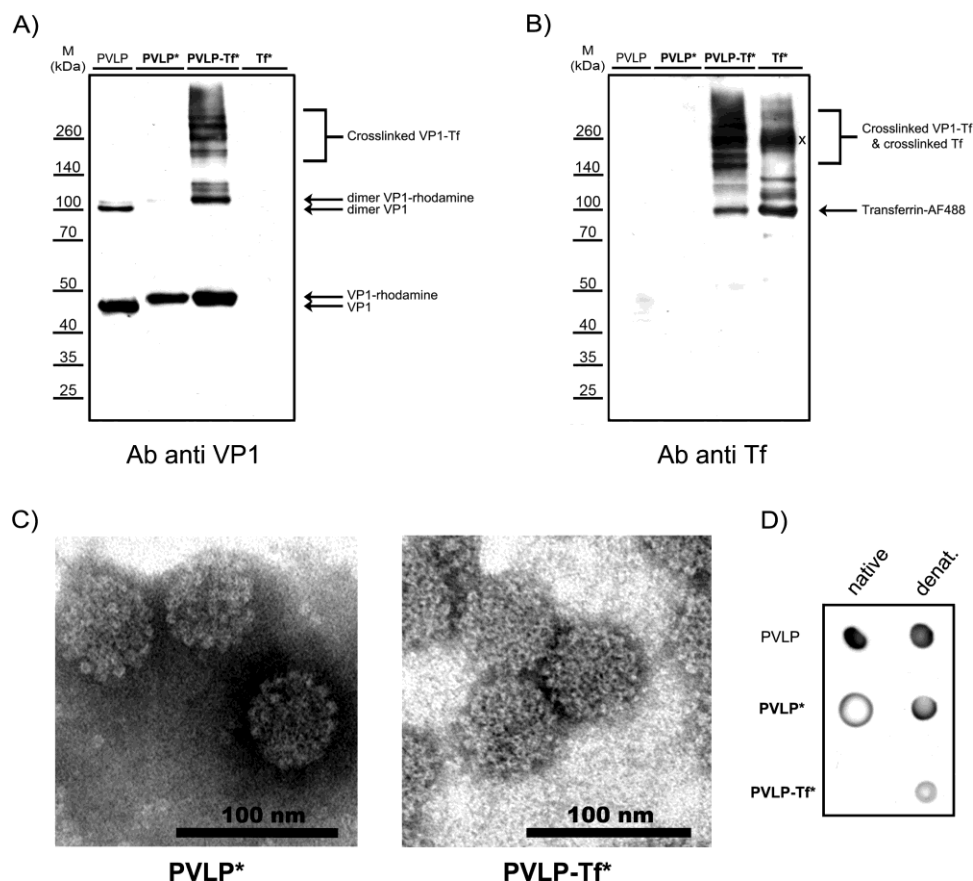 A)
M
(kDa)
PVLP PVLP* PVLP-Tf* Tf*
260
140
100
70
50
40
35
25
Crosslinked VP1-Tf
dimer VP1-rhodamine
dimer VP1
VP1-rhodamine
VP1
Ab anti VP1
B)
M
(kDa)
PVLP PVLP* PVLP-Tf* Tf*
260
140
100
70
50
40
35
25
x
Crosslinked VP1-Tf
& crosslinked Tf
Transferrin-AF488
Ab anti Tf
C)
100 nm
PVLP*
100 nm
PVLP-Tf*
D)
native denat.
PVLP
PVLP*
PVLP-Tf*